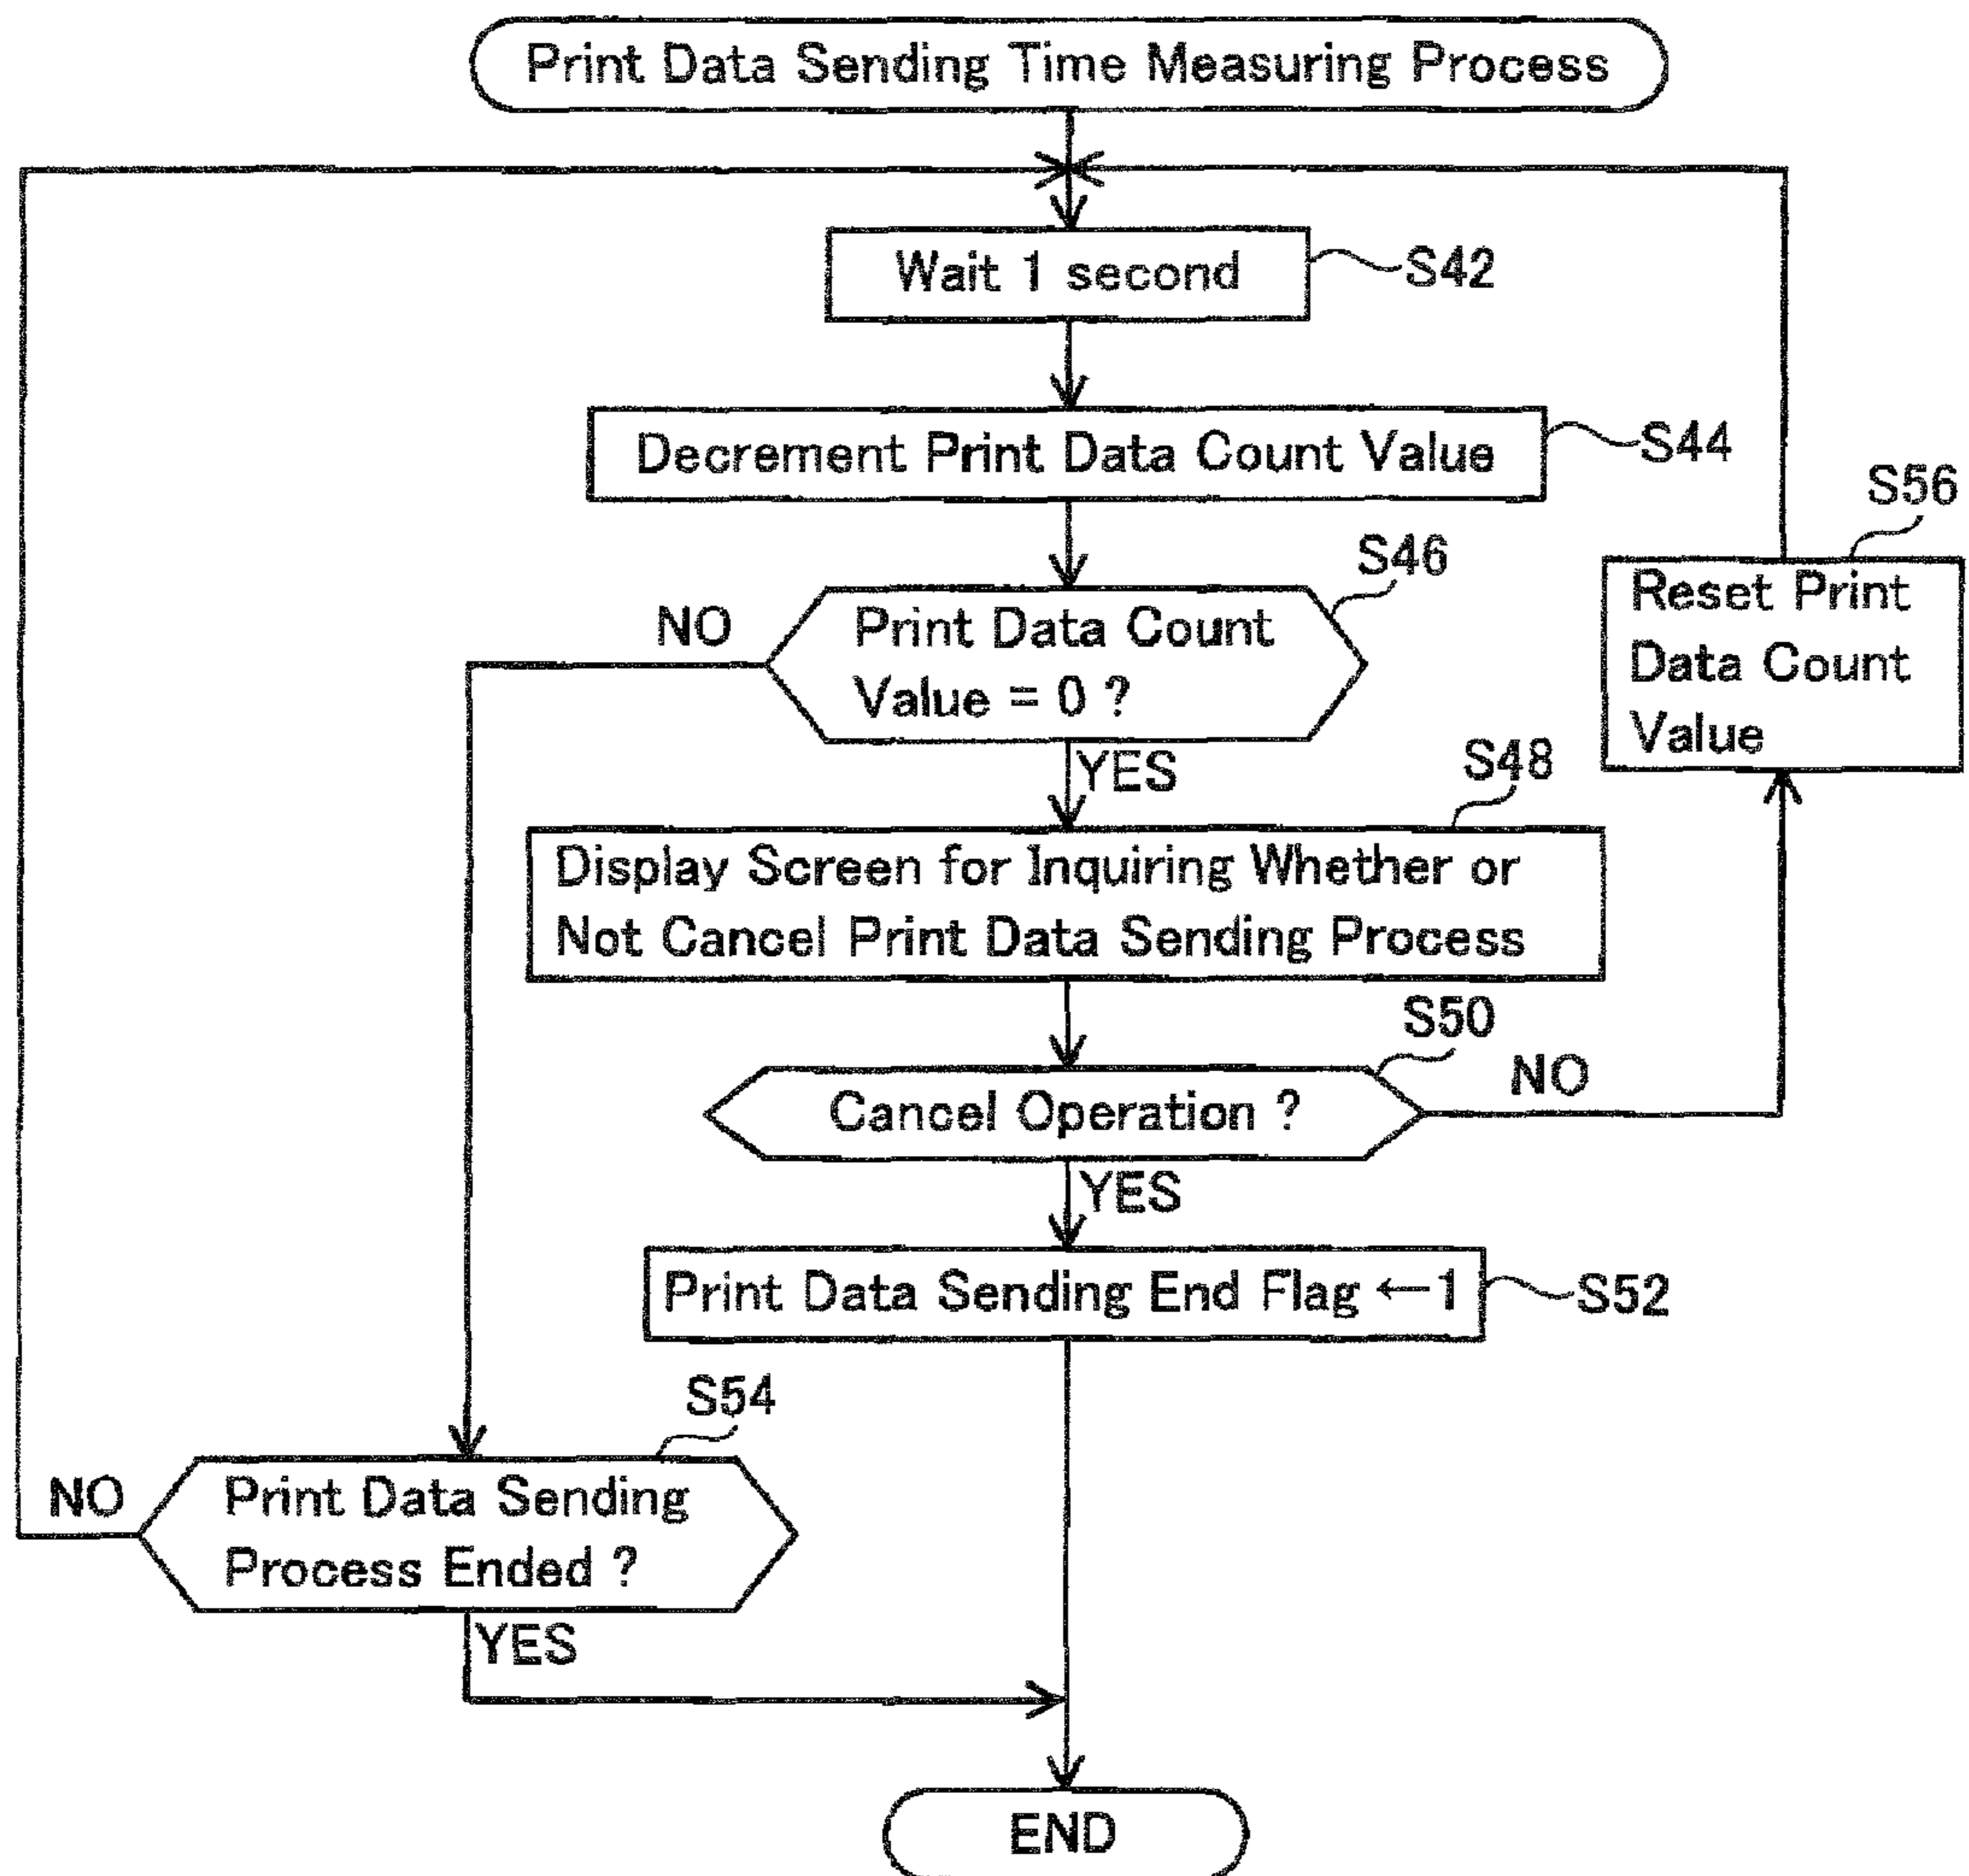 Print Data Sending Time Measuring Process
Wait 1 second
S42
Decrement Print Data Count Value
S44
S46
NO
Print Data Count
Value = 0 ?
YES
S56
Reset Print
Data Count
Value
S48
Display Screen for Inquiring Whether or
Not Cancel Print Data Sending Process
S50
Cancel Operation ?
NO
YES
Print Data Sending End Flag ←1
S52
S54
NO
Print Data Sending
Process Ended ?
YES
END